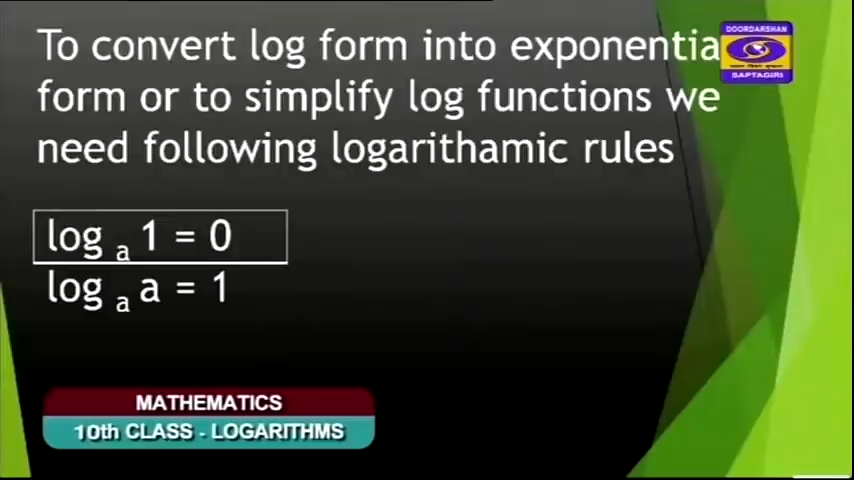 To convert log form into exponentia
form or to simplify log functions we
need following logarithamic rules
log a 1 = 0
log a a = 1
DOORDARSHAN
SAPTAGIRI
MATHEMATICS
10th CLASS - LOGARITHMS